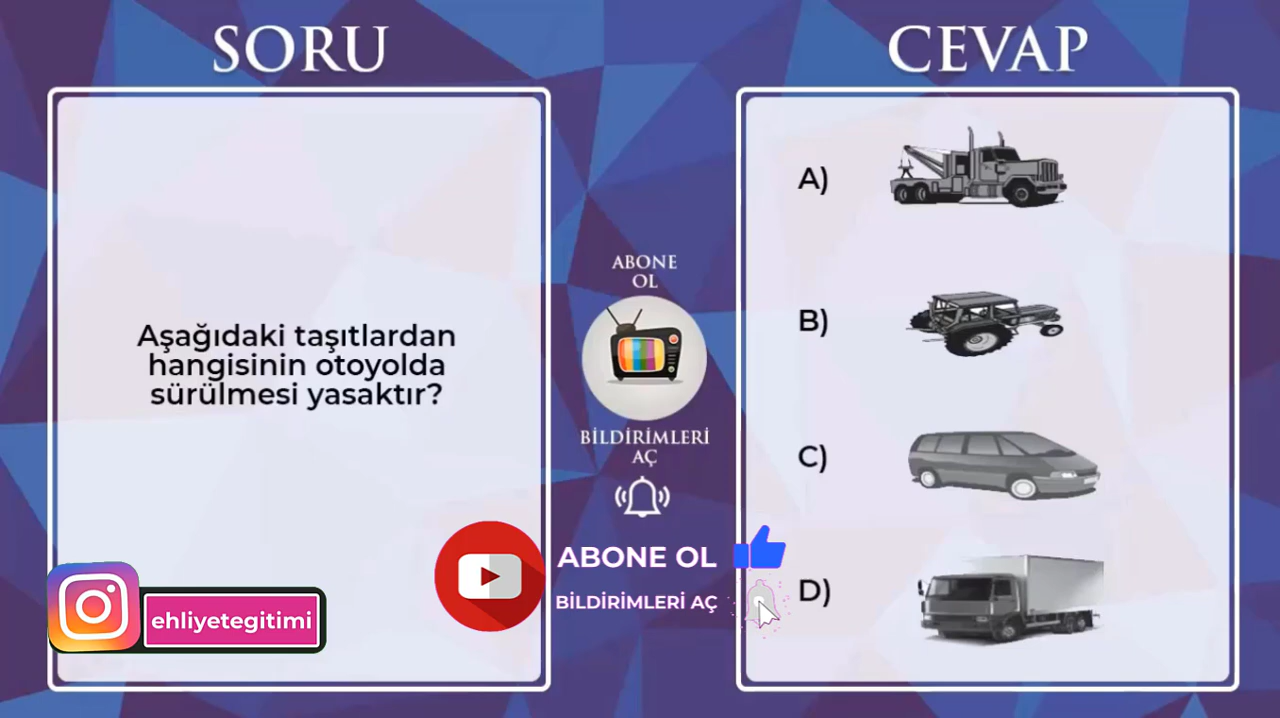 SORU
Aşağıdaki taşıtlardan
hangisinin otoyolda
sürülmesi yasaktır?
ehliyetegitimi
ABONE
OL
BİLDİRİMLERİ
AÇ
ABONE OL
BİLDİRİMLERİ AÇ
CEVAP
A)
B)
C)
D)